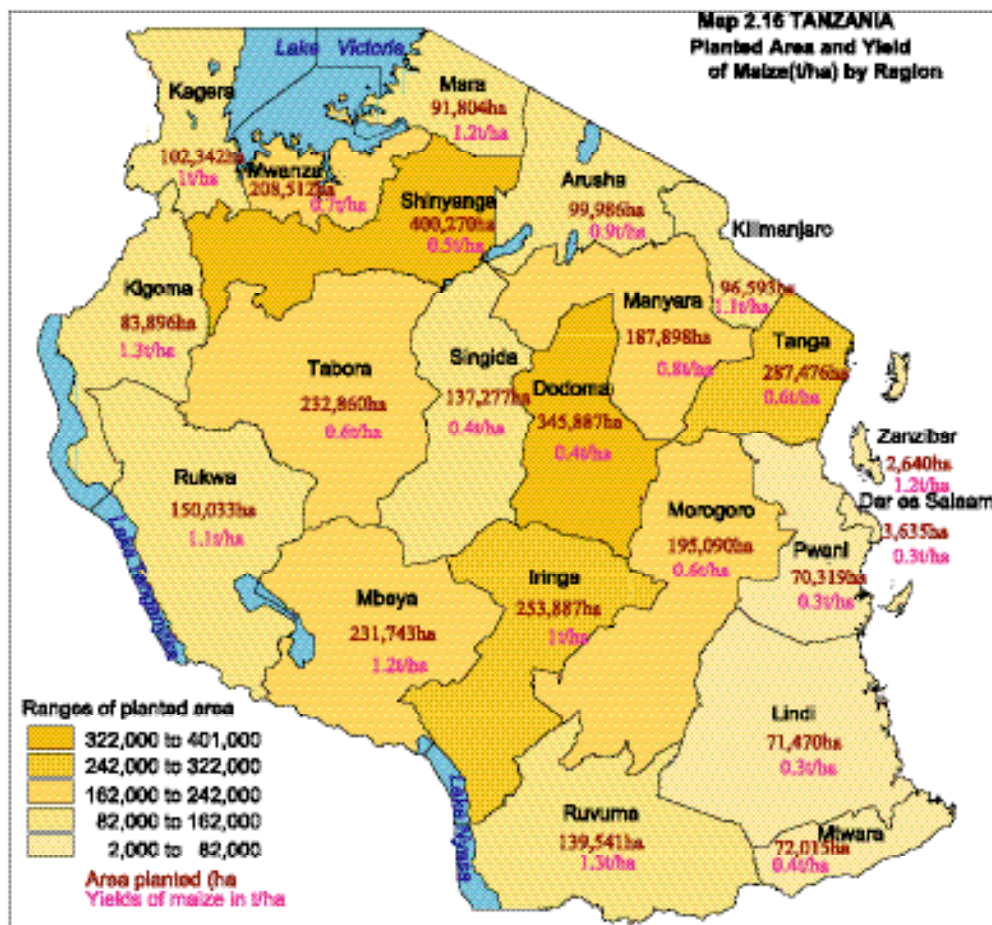 Map 2.16 TANZANIA
Planted Area and Yield
of Maize(t/ha) by Region
Lake Victoria
Kagera
102,342ha
1t/ha
Mara
91,804ha
1.2t/ha
Mwanza
208,512ha
0.7t/ha
Shinyanga
400,270ha
0.5t/ha
Arusha
99,986ha
0.9t/ha
Kilimanjaro
96,593ha
1.1t/ha
Kigoma
83,896ha
1.3t/ha
Tabora
232,860ha
0.6t/ha
Singida
137,277ha
0.4t/ha
Dodoma
345,887ha
0.4t/ha
Manyara
187,898ha
0.8t/ha
Tanga
287,476ha
0.6t/ha
Zanzibar
2,640ha
1.2t/ha
Dar es Salaam
3,635ha
0.3t/ha
Rukwa
150,033ha
1.1t/ha
Lake Tanganyika
Mbeya
231,743ha
1.2t/ha
Iringa
253,887ha
1t/ha
Morogoro
195,090ha
0.6t/ha
Pwani
70,319ha
0.3t/ha
Lindi
71,470ha
0.3t/ha
Lake Nyasa
Ruvuma
139,541ha
1.3t/ha
Mtwara
72,015ha
0.4t/ha
Ranges of planted area
322,000 to 401,000
242,000 to 322,000
162,000 to 242,000
82,000 to 162,000
2,000 to 82,000
Area planted (ha
Yields of maize in t/ha